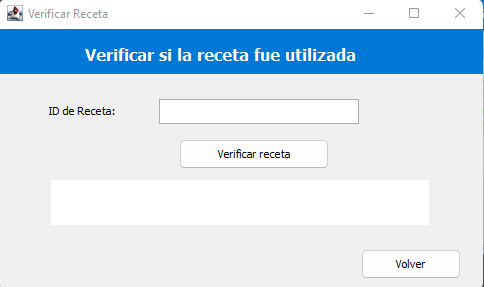 Verificar Receta
Verificar si la receta fue utilizada
ID de Receta:
Verificar receta
Volver